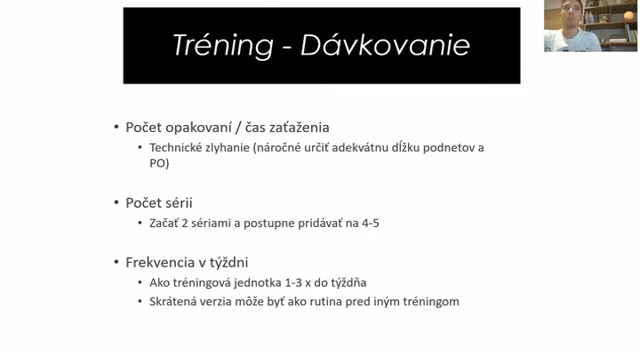 Tréning - Dávkovanie
• Počet opakovaní / čas zaťaženia
• Technické zlyhanie (náročné určiť adekvátnu dĺžku podnetov a
PO)
• Počet sérii
• Začať 2 sériami a postupne pridávať na 4-5
• Frekvencia v týždni
• Ako tréningová jednotka 1-3 x do týždňa
• Skrátená verzia môže byť ako rutina pred iným tréningom